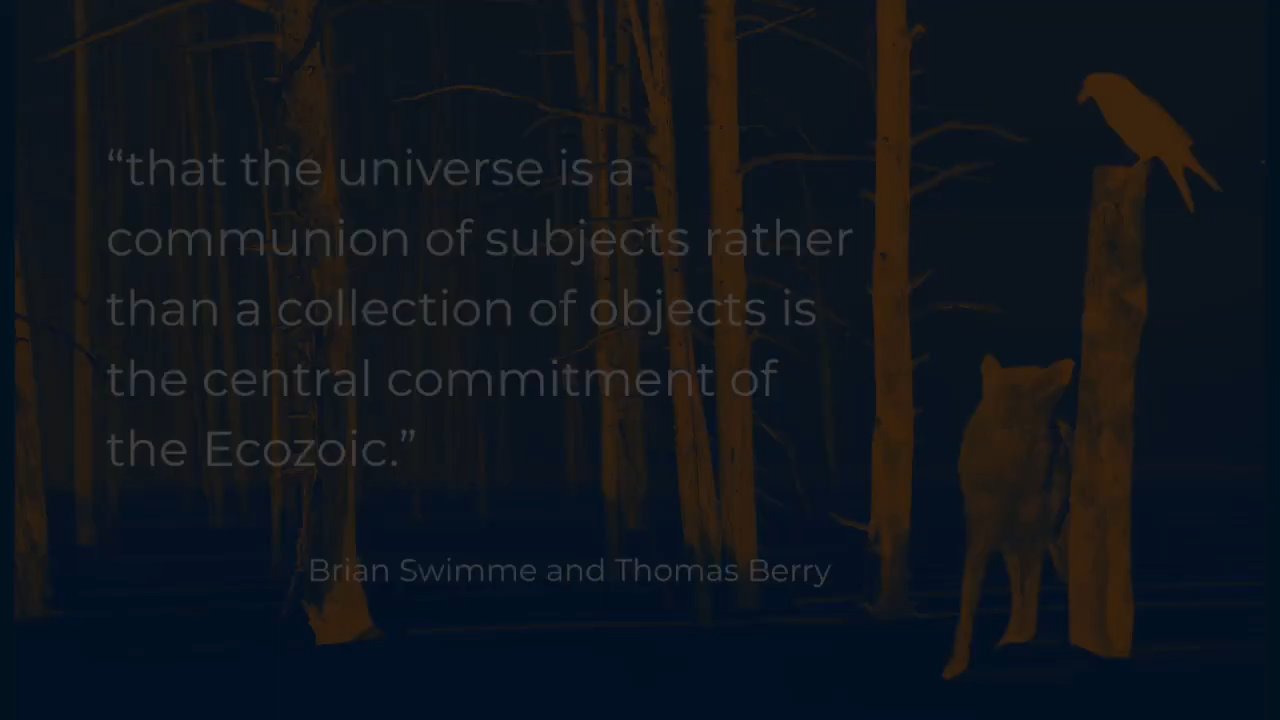 “that the universe is a
communion of subjects rather
than a collection of objects is
the central commitment of
the Ecozoic.”
Brian Swimme and Thomas Berry